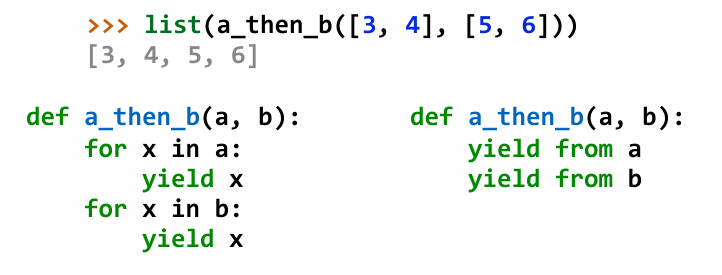 >>> list(a_then_b([3, 4], [5, 6]))
[3, 4, 5, 6]
def a_then_b(a, b):
    for x in a:
        yield x
    for x in b:
        yield x
def a_then_b(a, b):
    yield from a
    yield from b